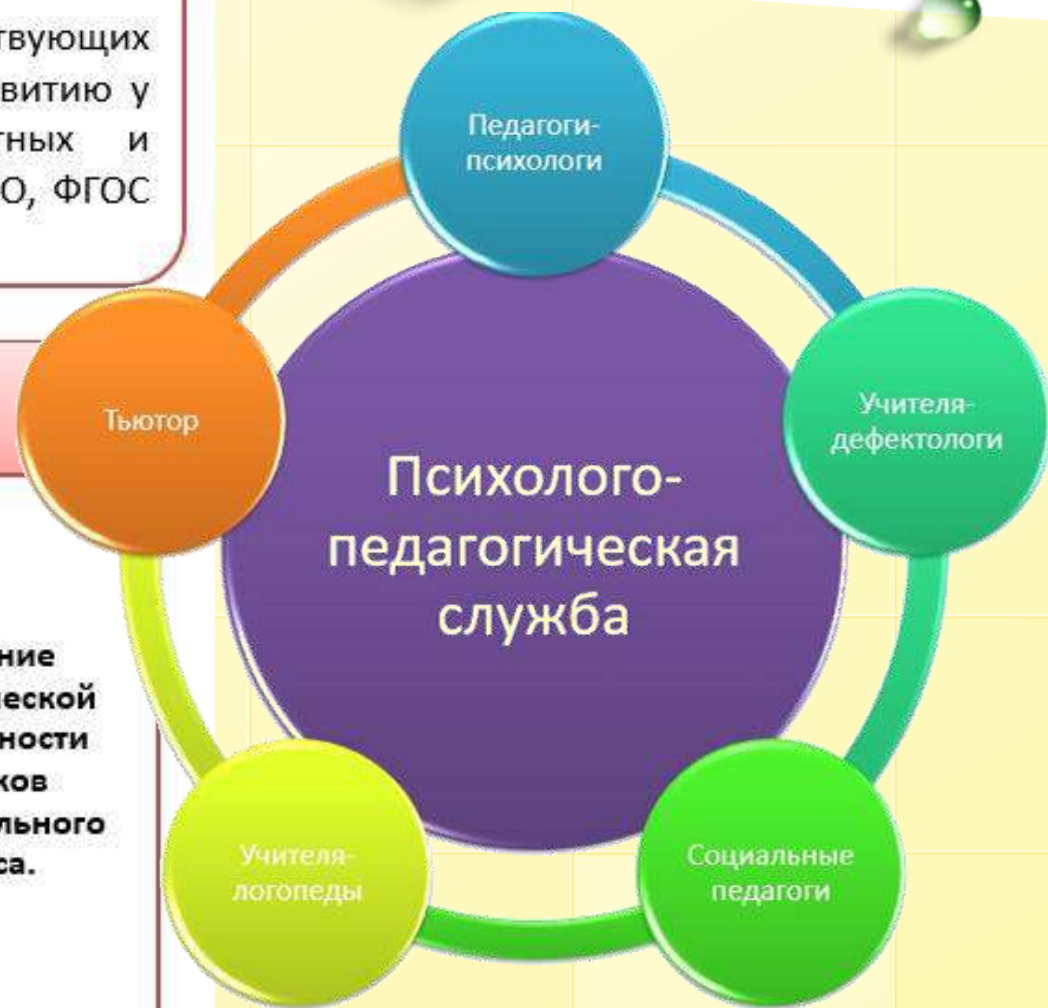 твующих
витию у
тных и
О, ФГОС
Педагоги-
психологи
Учителя-
дефектологи
Тьютор
Психолого-
педагогическая
служба
ние
ческой
ности
ков
льного
са.
Учителя-
логопеды
Социальные
педагоги